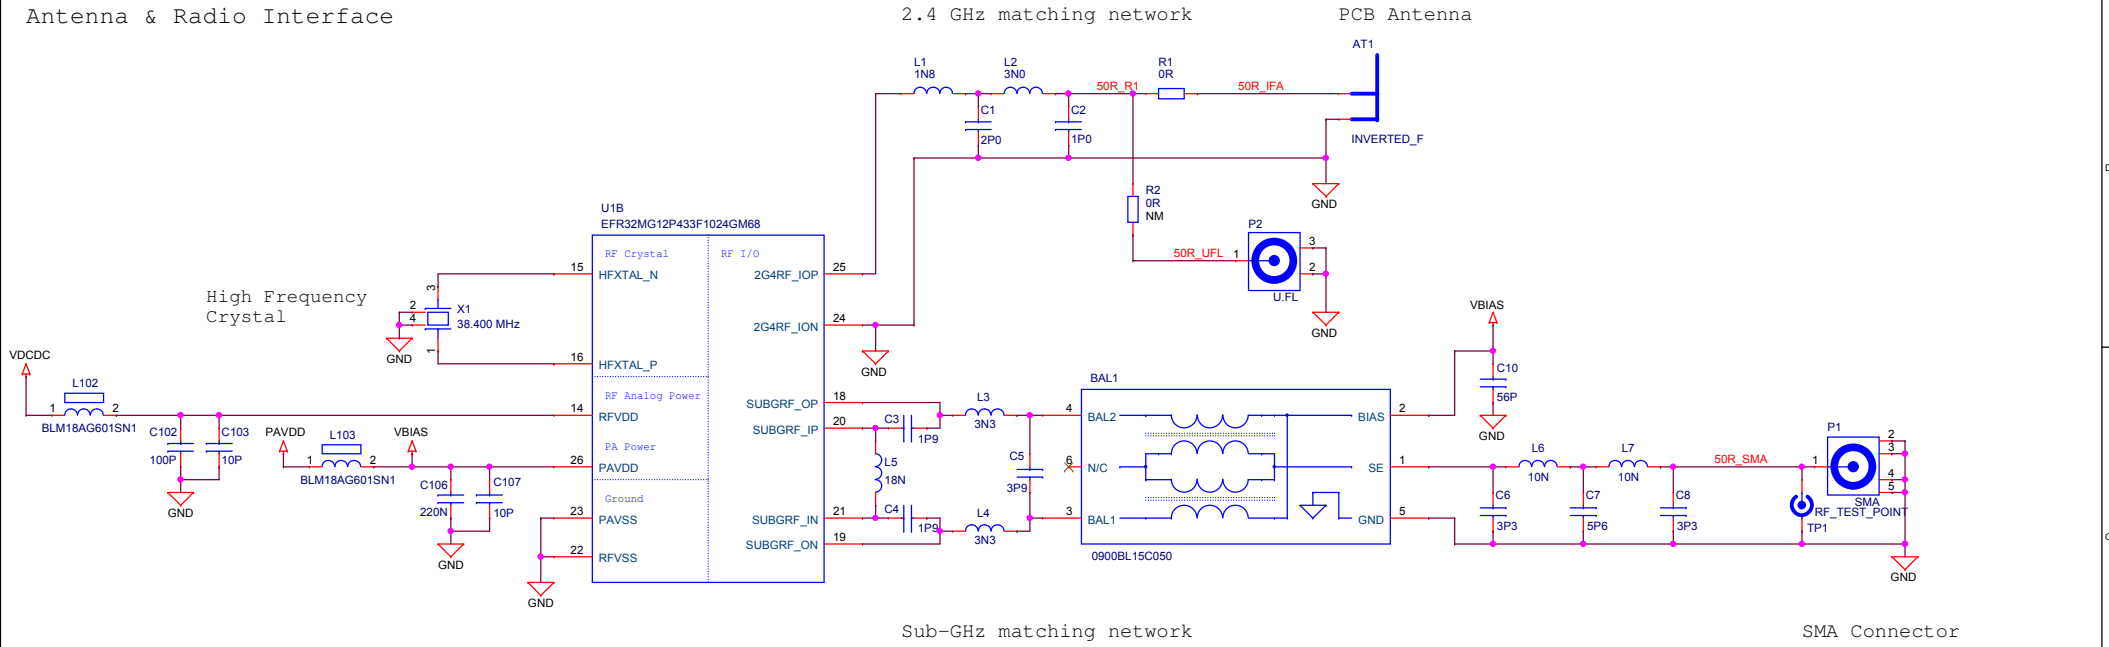 Antenna & Radio Interface
2.4 GHz matching network
PCB Antenna
AT1
L1
1N8
L2
3N0
R1
0R
50R_R1
50R_IFA
C1
2P0
C2
1P0
INVERTED_F
GND
R2
0R
NM
P2
50R_UFL
1
3
2
U.FL
GND
U1B
EFR32MG12P433F1024GM68
RF Crystal
RF I/O
15
HFXTAL_N
2G4RF_IOP
25
High Frequency
Crystal
3
2
4
1
X1
38.400 MHz
GND
2G4RF_ION
24
GND
16
HFXTAL_P
VDCDC
L102
1
2
BLM18AG601SN1
C102
100P
C103
10P
GND
RF Analog Power
14
RFVDD
SUBGRF_OP
18
SUBGRF_IP
20
PAVDD
L103
1
2
BLM18AG601SN1
VBIAS
PA Power
26
PAVDD
C106
220N
C107
10P
GND
Ground
23
PAVSS
22
RFVSS
GND
SUBGRF_IN
21
SUBGRF_ON
19
C3
1P9
L5
18N
C4
1P9
L3
3N3
L4
3N3
C5
3P9
BAL1
4
BAL2
6
N/C
3
BAL1
BIAS
2
SE
1
GND
5
0900BL15C050
VBIAS
C10
56P
GND
L6
10N
L7
10N
50R_SMA
C6
3P3
C7
5P6
C8
3P3
P1
1
2
3
4
5
SMA
RF_TEST_POINT
TP1
GND
Sub-GHz matching network
SMA Connector